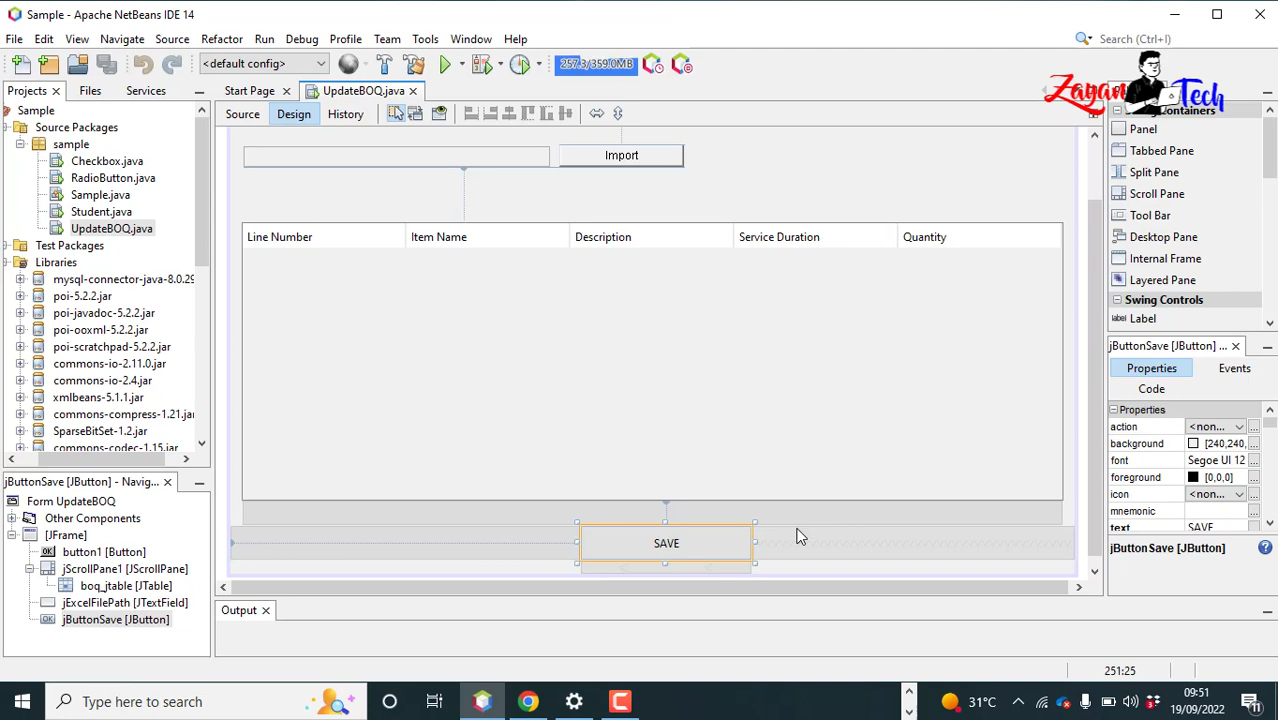 Sample - Apache NetBeans IDE 14
File Edit View Navigate Source Refactor Run Debug Profile Team Tools Window Help
Search (Ctrl+I)
<default config>
257.3/359.0MB
Zayan Tech
Projects Files Services
Start Page UpdateBOQ.java
Source Design History
Sample
Source Packages
sample
Checkbox.java
RadioButton.java
Sample.java
Student.java
UpdateBOQ.java
Test Packages
Libraries
mysql-connector-java-8.0.29
poi-5.2.2.jar
poi-javadoc-5.2.2.jar
poi-ooxml-5.2.2.jar
poi-scratchpad-5.2.2.jar
commons-io-2.11.0.jar
commons-io-2.4.jar
xmlbeans-5.1.1.jar
commons-compress-1.21.jar
SparseBitSet-1.2.jar
commons-codec-1.15.jar
Import
Line Number Item Name Description Service Duration Quantity
SAVE
Swing Containers
Panel
Tabbed Pane
Split Pane
Scroll Pane
Tool Bar
Desktop Pane
Internal Frame
Layered Pane
Swing Controls
label Label
jButtonSave [JButton] ...
Properties Events
Code
Properties
action <non... ...
background [240,240, ...
font Segoe UI 12 ...
foreground [0,0,0] ...
icon <non... ...
mnemonic ...
text SAVE
jButtonSave [JButton]
jButtonSave [JButton] - Navig...
Form UpdateBOQ
Other Components
[JFrame]
button1 [Button]
jScrollPane1 [JScrollPane]
boq_jtable [JTable]
jExcelFilePath [JTextField]
jButtonSave [JButton]
Output
251:25
Type here to search
31°C
09:51
19/09/2022
11